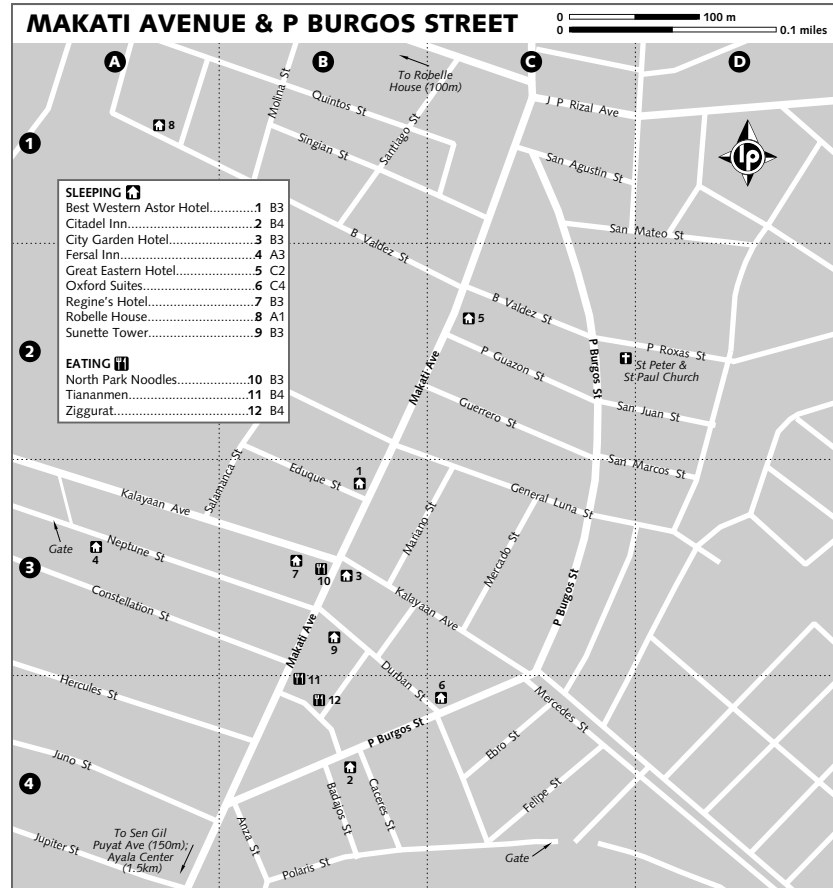 MAKATI AVENUE & P BURGOS STREET
0 100 m
0 0.1 miles
A
B
C
D
To Robelle
House (100m)
Molina St
Quintos St
Santiago St
Singian St
J P Rizal Ave
San Agustin St
San Mateo St
1
8
lp
SLEEPING
Best Western Astor Hotel.............1 B3
Citadel Inn..............................2 B4
City Garden Hotel.....................3 B3
Fersal Inn................................4 A3
Great Eastern Hotel...................5 C2
Oxford Suites...........................6 C4
Regine's Hotel..........................7 B3
Robelle House..........................8 A1
Sunette Tower..........................9 B3
EATING
North Park Noodles..................10 B3
Tiananmen..............................11 B4
Ziggurat.................................12 B4
B Valdez St
B Valdez St
5
2
P Roxas St
St Peter &
St Paul Church
P Guazon St
P Burgos St
Makati Ave
Guerrero St
San Juan St
San Marcos St
Salamanca St
Eduque St
1
General Luna St
Kalayaan Ave
Mariano St
Mercado St
Gate
Neptune St
4
3
7
10
3
Kalayaan Ave
P Burgos St
Constellation St
Makati Ave
9
Durban St
Hercules St
11
12
6
Mercedes St
P Burgos St
Ebro St
Juno St
4
2
Badajos St
Caceres St
Felipe St
To Sen Gil
Puyat Ave (150m);
Ayala Center
(1.5km)
Jupiter St
Anza St
Polaris St
Gate